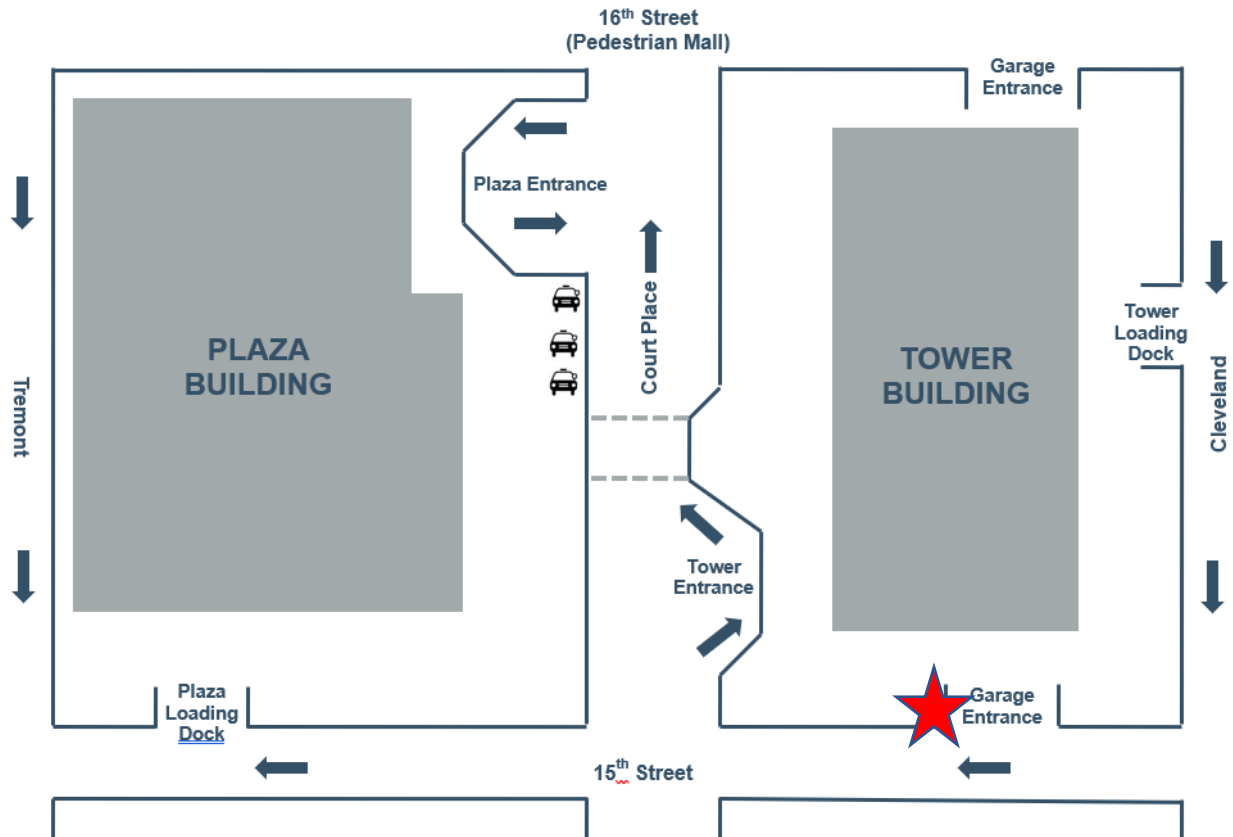 16th Street
(Pedestrian Mall)
Garage
Entrance
Plaza Entrance
Court Place
Tower
Loading
Dock
PLAZA
BUILDING
TOWER
BUILDING
Tremont
Cleveland
Tower
Entrance
Plaza
Loading
Dock
Garage
Entrance
15th Street